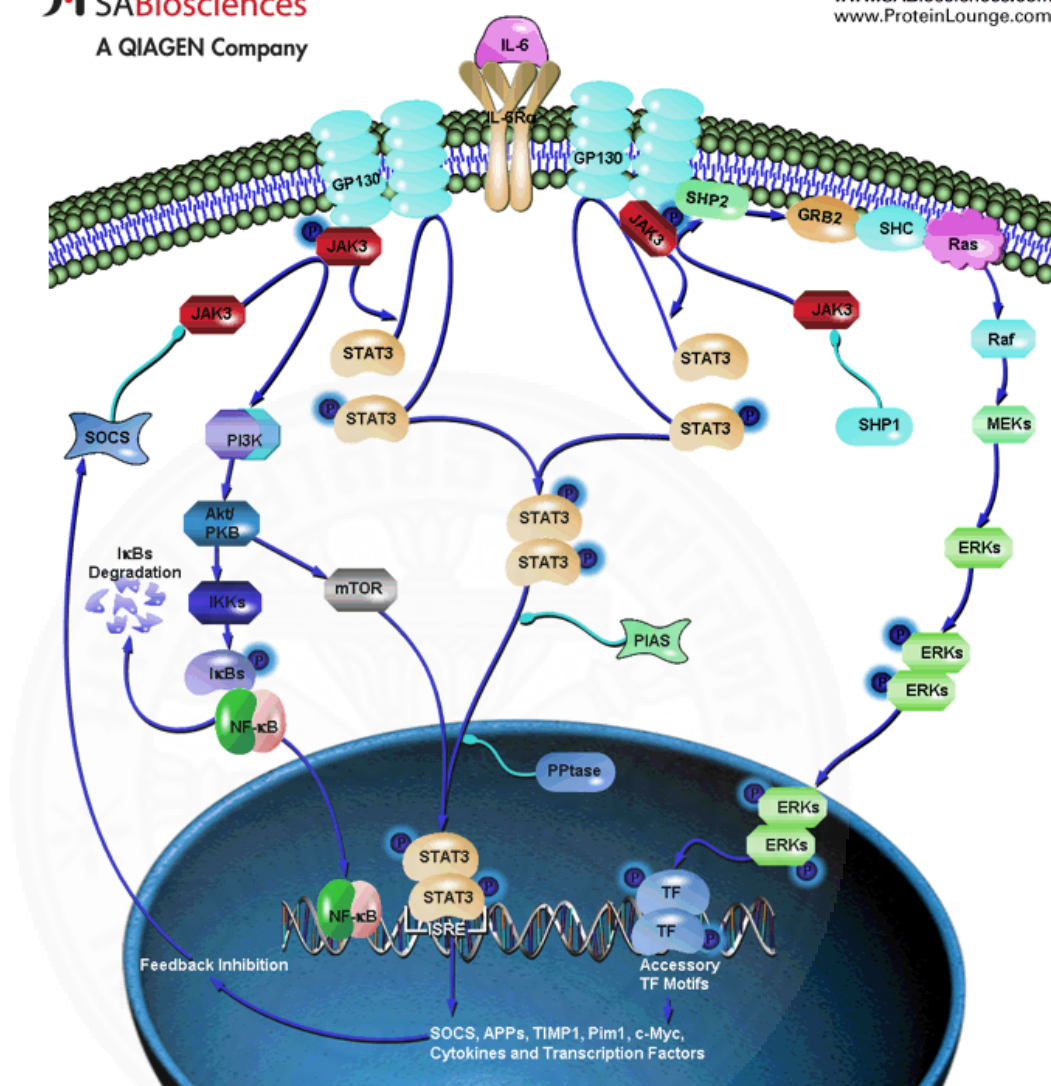 SABiosciences
A QIAGEN Company
www.ProteinLounge.com
IL-6
IL-6Rα
GP130
GP130
SHP2
GRB2
SHC
Ras
P
JAK3
P
JAK3
JAK3
JAK3
Raf
STAT3
STAT3
P
STAT3
STAT3
P
SHP1
MEKs
SOCS
PI3K
P
STAT3
STAT3
P
Akt/
PKB
ERKs
IκBs
Degradation
mTOR
IKKs
PIAS
P
ERKs
P
ERKs
IκBs
P
NF-κB
PPtase
P
ERKs
ERKs
P
P
STAT3
STAT3
P
P
TF
TF
P
NF-κB
ISRE
Feedback Inhibition
Accessory
TF Motifs
SOCS, APPs, TIMP1, Pim1, c-Myc,
Cytokines and Transcription Factors